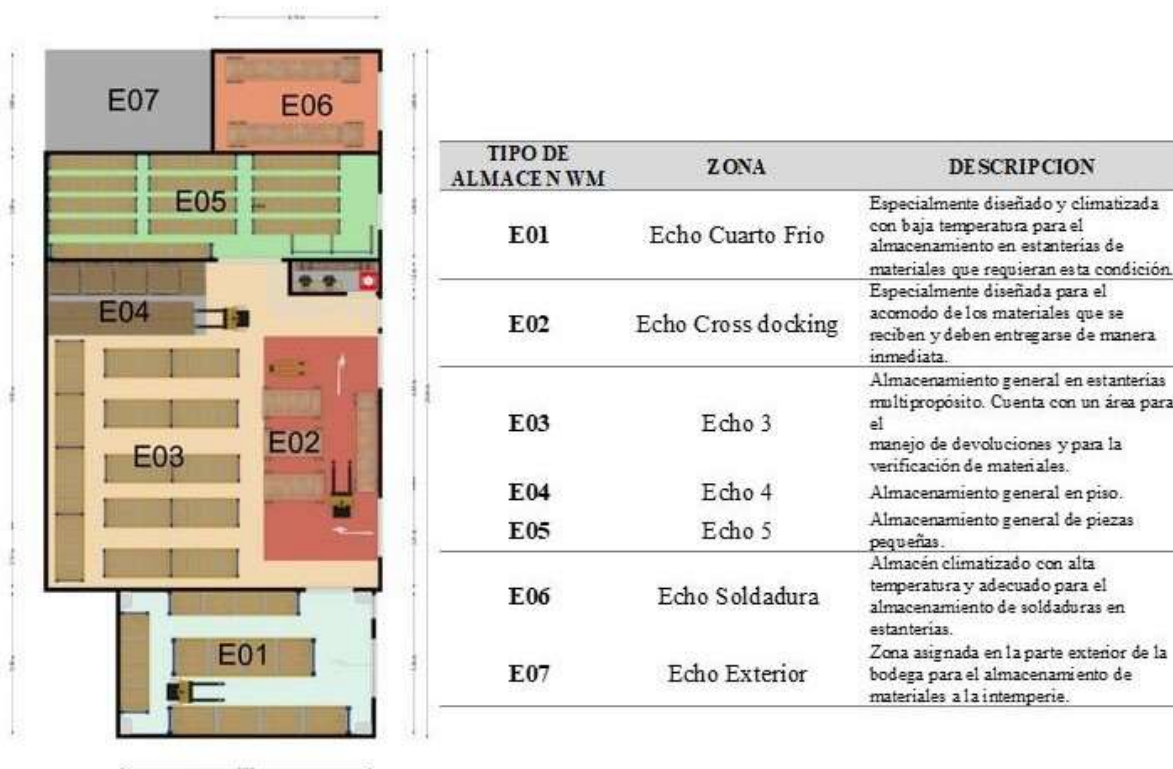 E07
E06
E05
E04
E03
E02
E01
TIPO DE
ALMACEN WM
ZONA
DESCRIPCION
E01
Echo Cuarto Frio
Especialmente diseñado y climatizada
con baja temperatura para el
almacenamiento en estanterías de
materiales que requieran esta condición.
E02
Echo Cross docking
Especialmente diseñada para el
acomodo de los materiales que se
reciben y deben entregarse de manera
inmediata.
E03
Echo 3
Almacenamiento general en estanterías
multipropósito. Cuenta con un área para
el
manejo de devoluciones y para la
verificación de materiales.
E04
Echo 4
Almacenamiento general en piso.
E05
Echo 5
Almacenamiento general de piezas
pequeñas.
E06
Echo Soldadura
Almacén climatizado con alta
temperatura y adecuado para el
almacenamiento de soldaduras en
estanterías.
E07
Echo Exterior
Zona asignada en la parte exterior de la
bodega para el almacenamiento de
materiales a la intemperie.